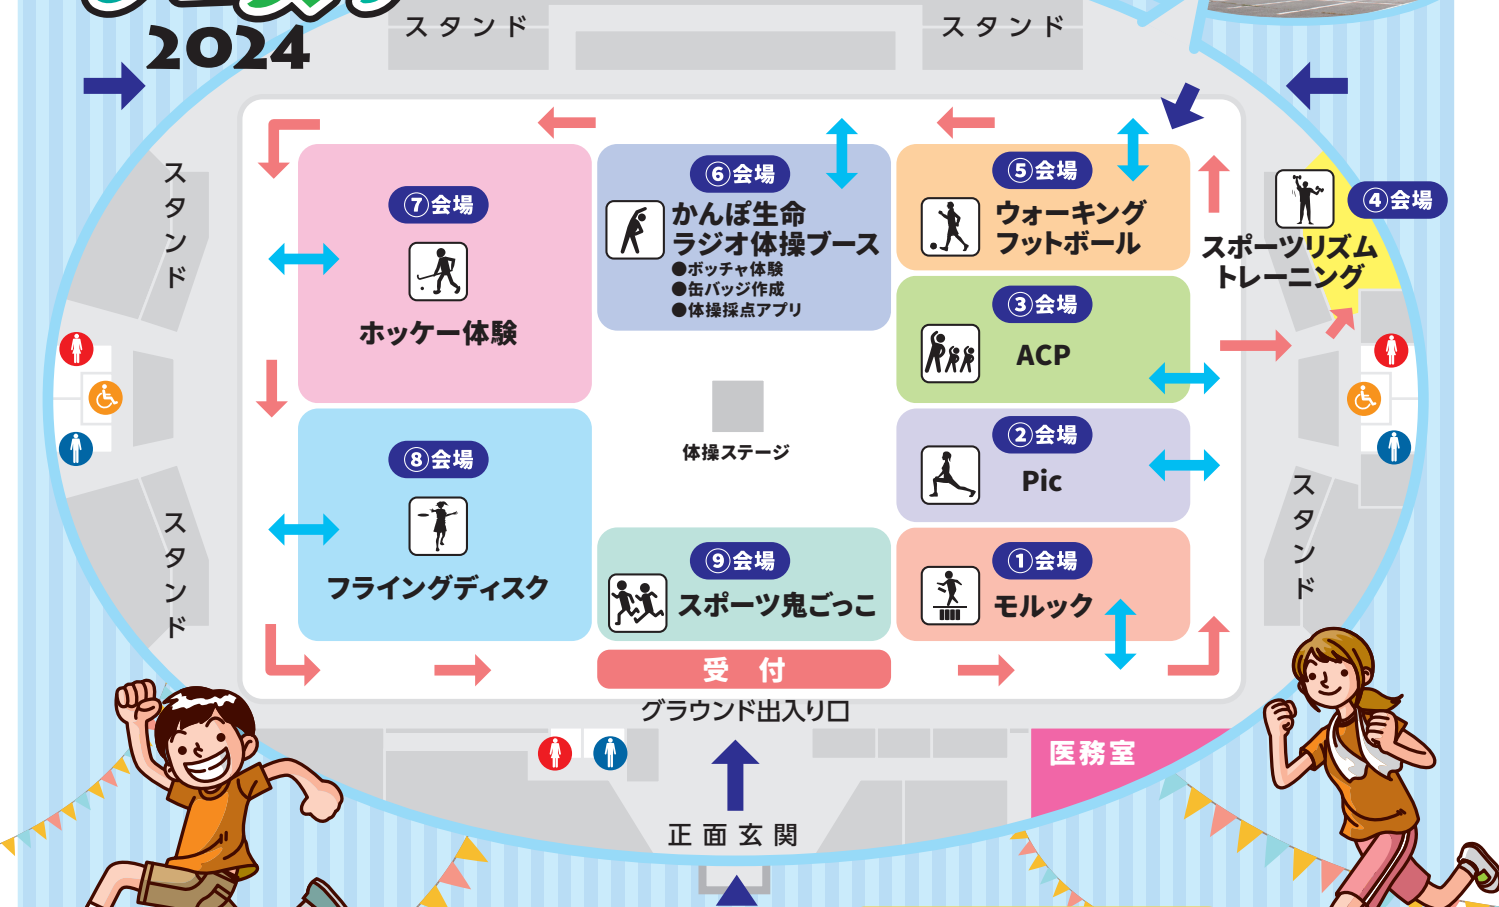 2024
スタンド
スタンド
スタンド
⑦会場
ホッケー体験
⑥会場
かんぽ生命
ラジオ体操ブース
●ボッチャ体験
●缶バッジ作成
●体操採点アプリ
⑤会場
ウォーキング
フットボール
④会場
スポーツリズム
トレーニング
③会場
ACP
体操ステージ
②会場
Pic
⑧会場
フライングディスク
スタンド
⑨会場
スポーツ鬼ごっこ
①会場
モルック
スタンド
受付
グラウンド出入り口
医務室
正面玄関